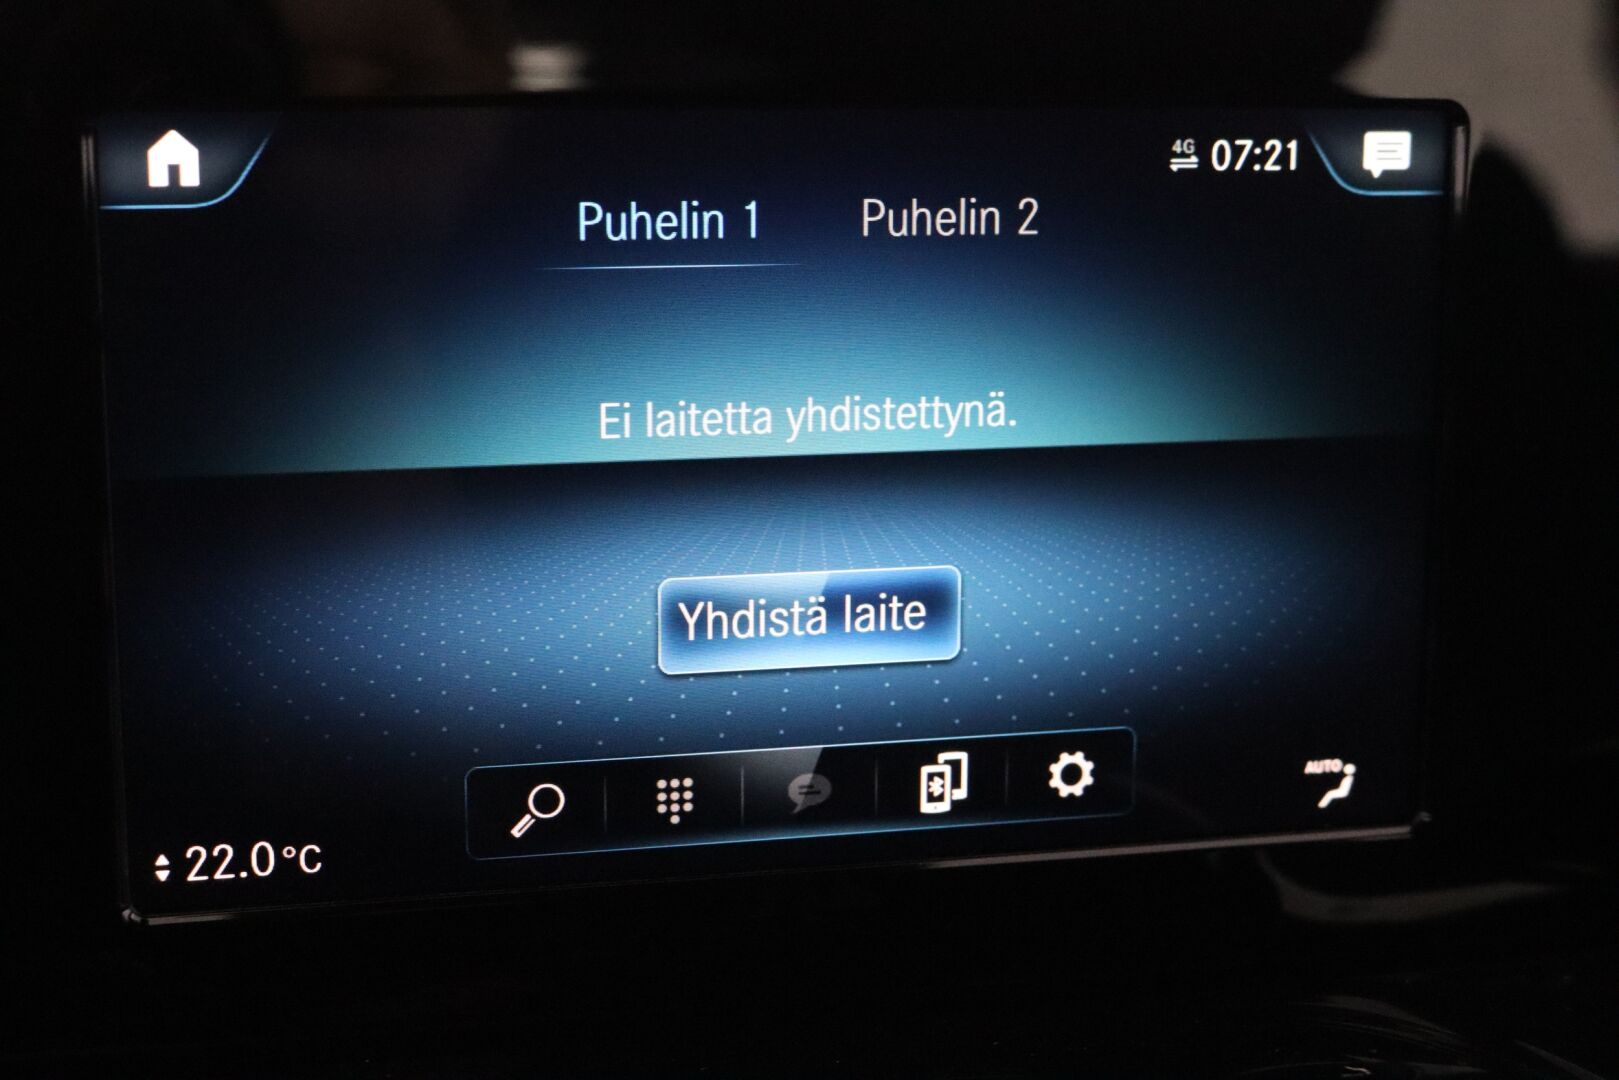 4G 07:21
Puhelin 1 Puhelin 2
Ei laitetta yhdistettynä.
Yhdistä laite
AUTO
22.0°C